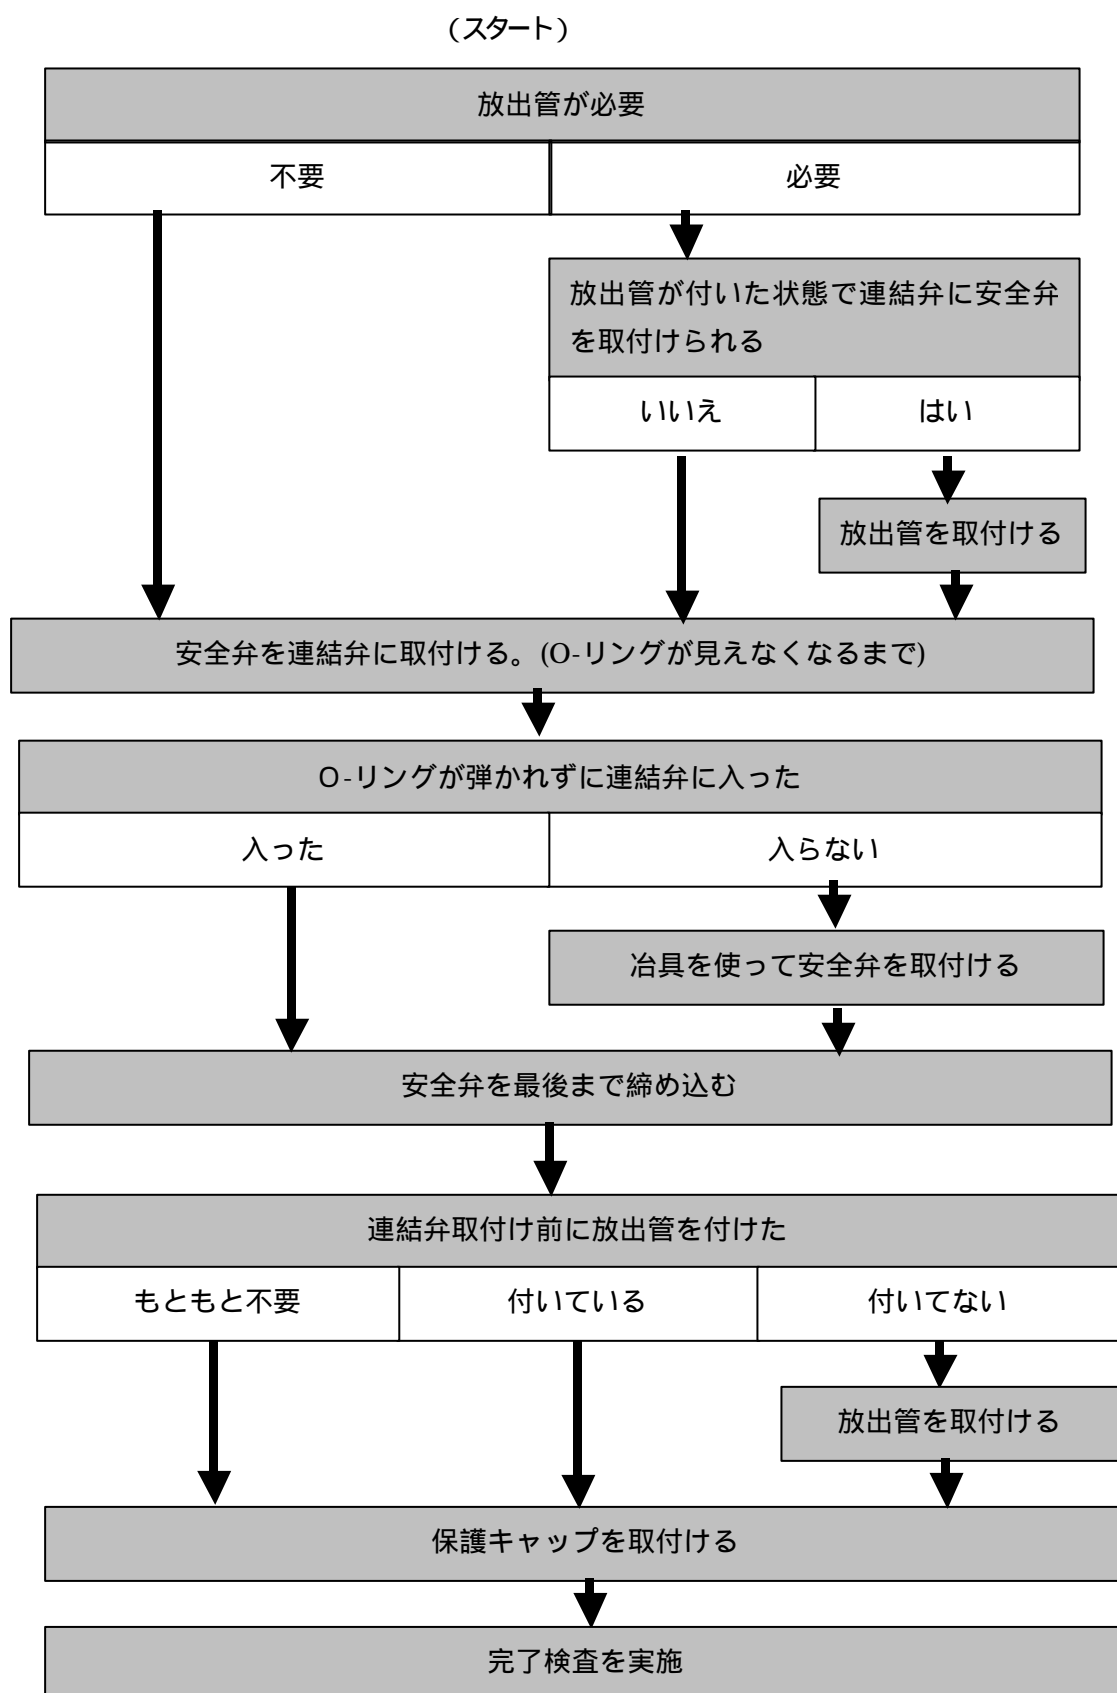 (スタート)
放出管が必要
不要
必要
放出管が付いた状態で連結弁に安全弁
を取付けられる
いいえ
はい
放出管を取付ける
安全弁を連結弁に取付ける。(O-リングが見えなくなるまで)
O-リングが弾かれずに連結弁に入った
入った
入らない
冶具を使って安全弁を取付ける
安全弁を最後まで締め込む
連結弁取付け前に放出管を付けた
もともと不要
付いている
付いてない
放出管を取付ける
保護キャップを取付ける
完了検査を実施